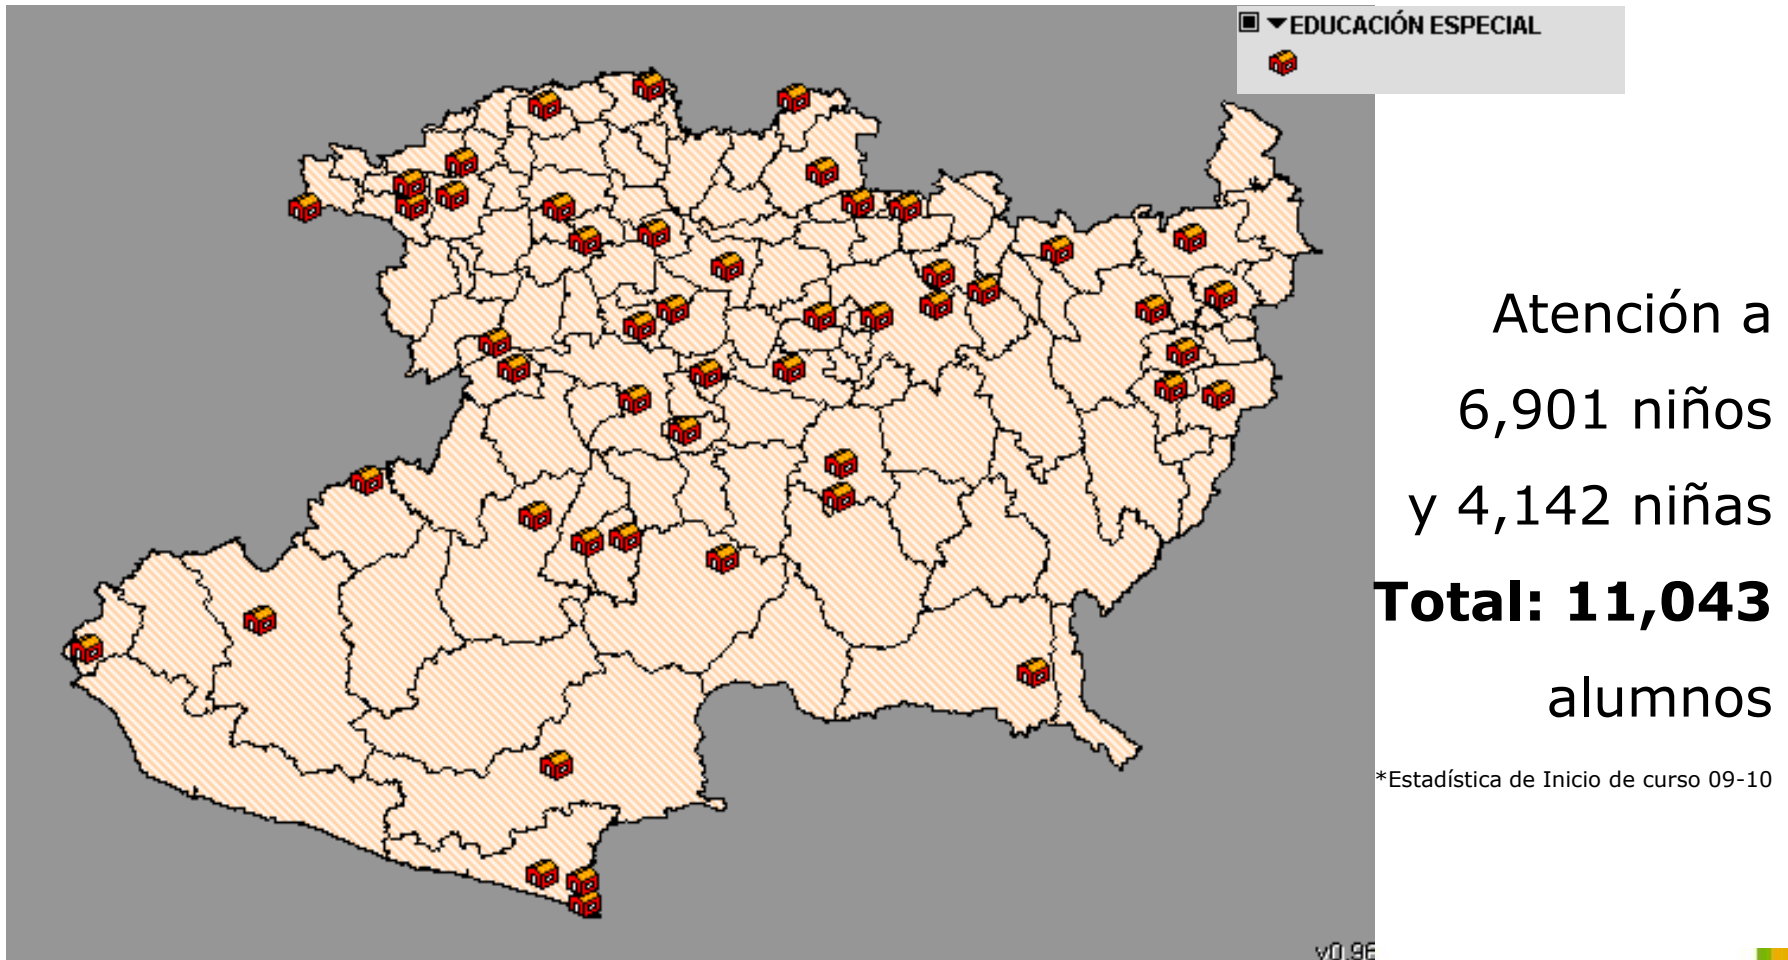 EDUCACIÓN ESPECIAL
Atención a
6,901 niños
y 4,142 niñas
Total: 11,043
alumnos
*Estadística de Inicio de curso 09-10
v0.96